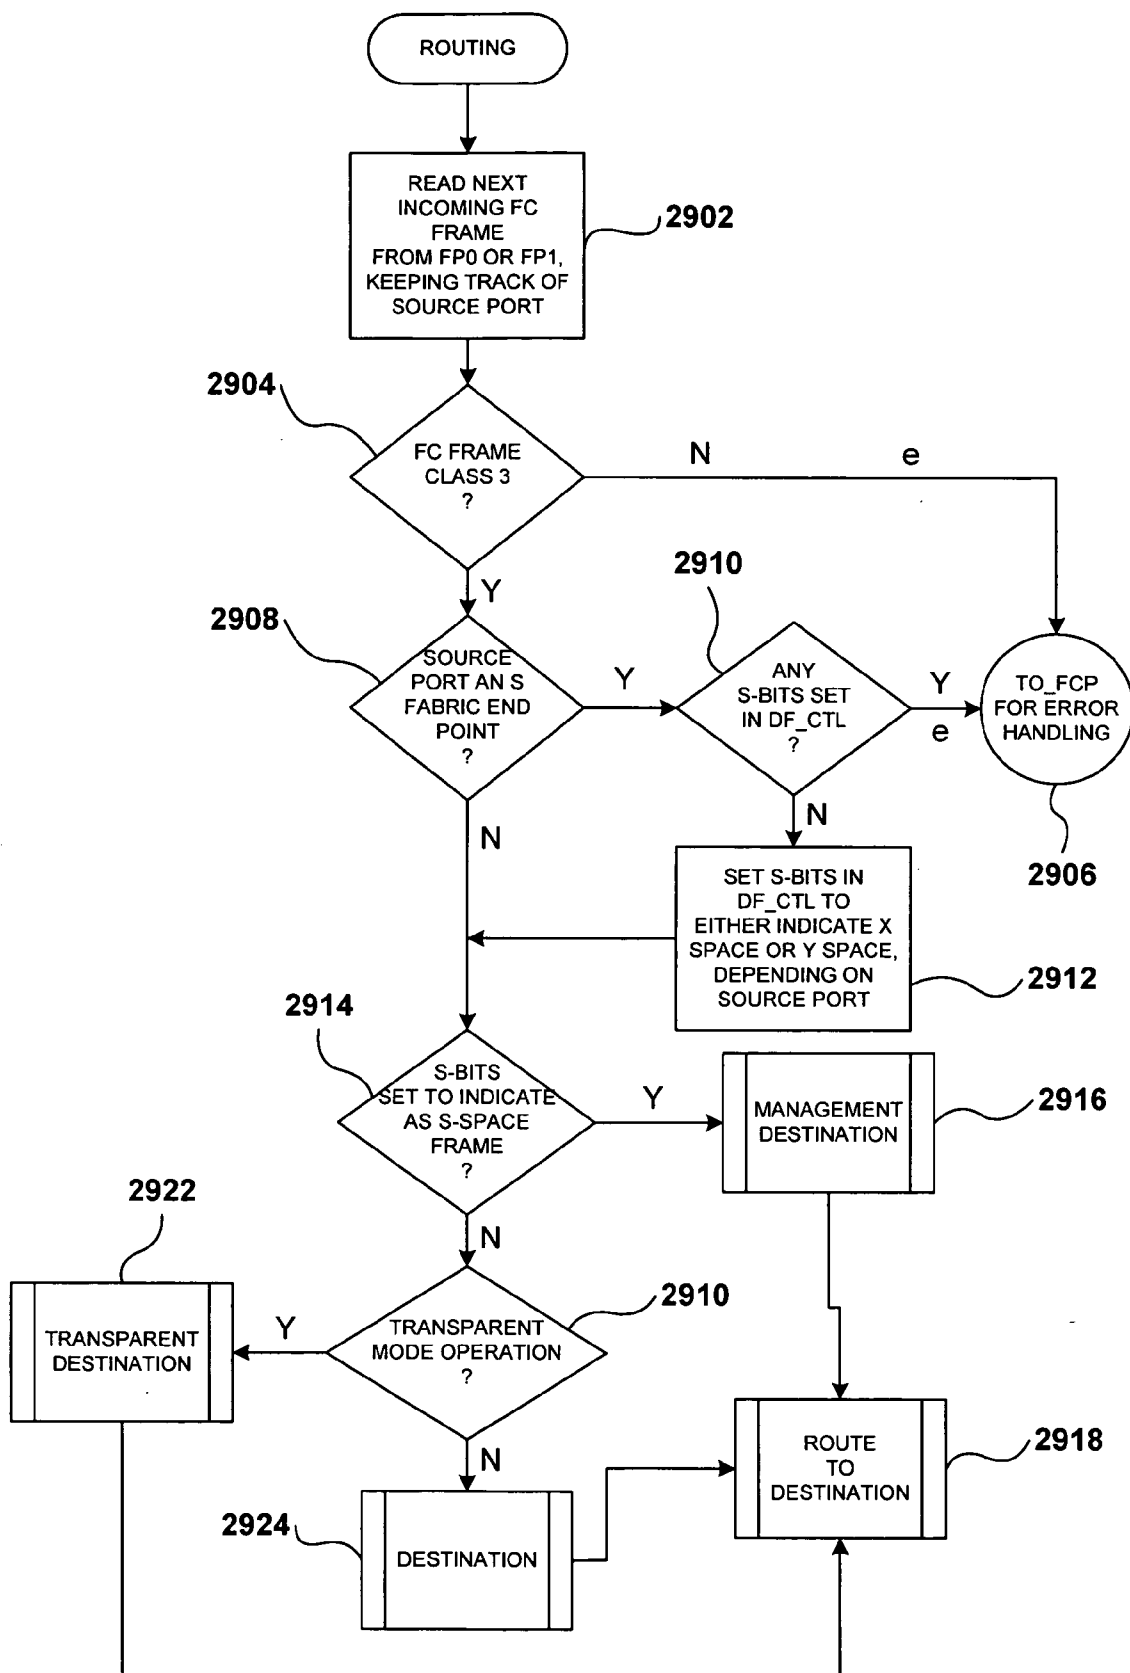 ROUTING
READ NEXT
INCOMING FC
FRAME
FROM FP0 OR FP1,
KEEPING TRACK OF
SOURCE PORT
2902
2904
FC FRAME
CLASS 3
?
N
e
Y
2908
SOURCE
PORT AN S
FABRIC END
POINT
?
Y
2910
ANY
S-BITS SET
IN DF_CTL
?
Y
e
TO_FCP
FOR ERROR
HANDLING
2906
N
N
SET S-BITS IN
DF_CTL TO
EITHER INDICATE X
SPACE OR Y SPACE,
DEPENDING ON
SOURCE PORT
2912
2914
S-BITS
SET TO INDICATE
AS S-SPACE
FRAME
?
Y
MANAGEMENT
DESTINATION
2916
N
2922
TRANSPARENT
DESTINATION
Y
TRANSPARENT
MODE OPERATION
?
2910
N
2924
DESTINATION
ROUTE
TO
DESTINATION
2918